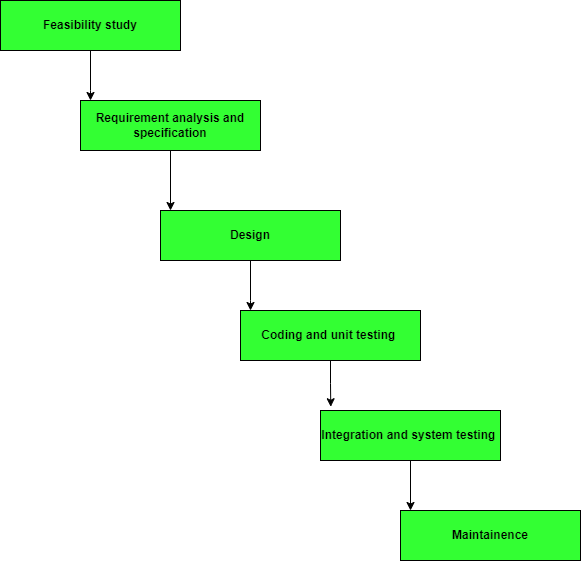 Feasibility study
Requirement analysis and
specification
Design
Coding and unit testing
Integration and system testing
Maintainence